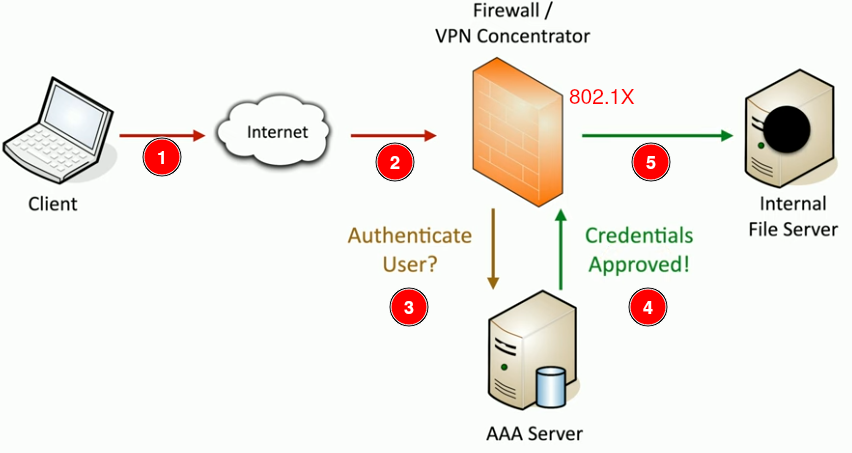 Firewall /
VPN Concentrator
802.1X
Internet
1
2
5
Client
Internal
File Server
Authenticate
User?
Credentials
Approved!
3
4
AAA Server